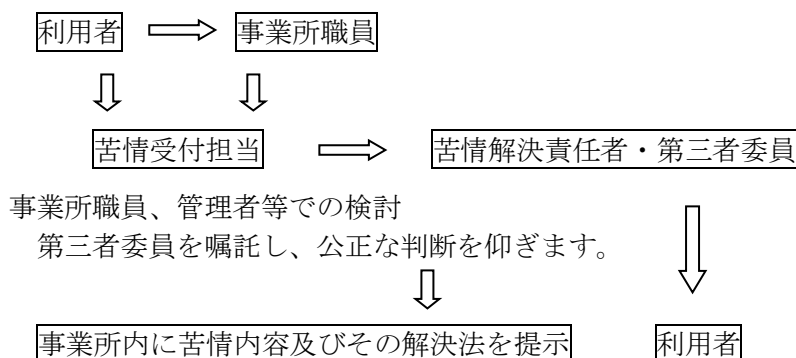 利用者 事業所職員
苦情受付担当 苦情解決責任者・第三者委員
事業所職員、管理者等での検討
第三者委員を嘱託し、公正な判断を仰ぎます。
事業所内に苦情内容及びその解決法を提示 利用者